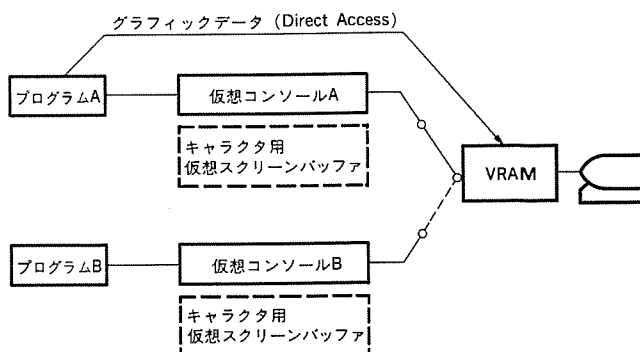 グラフィックデータ (Direct Access)
プログラムA
仮想コンソールA
キャラクタ用
仮想スクリーンバッファ
VRAM
プログラムB
仮想コンソールB
キャラクタ用
仮想スクリーンバッファ